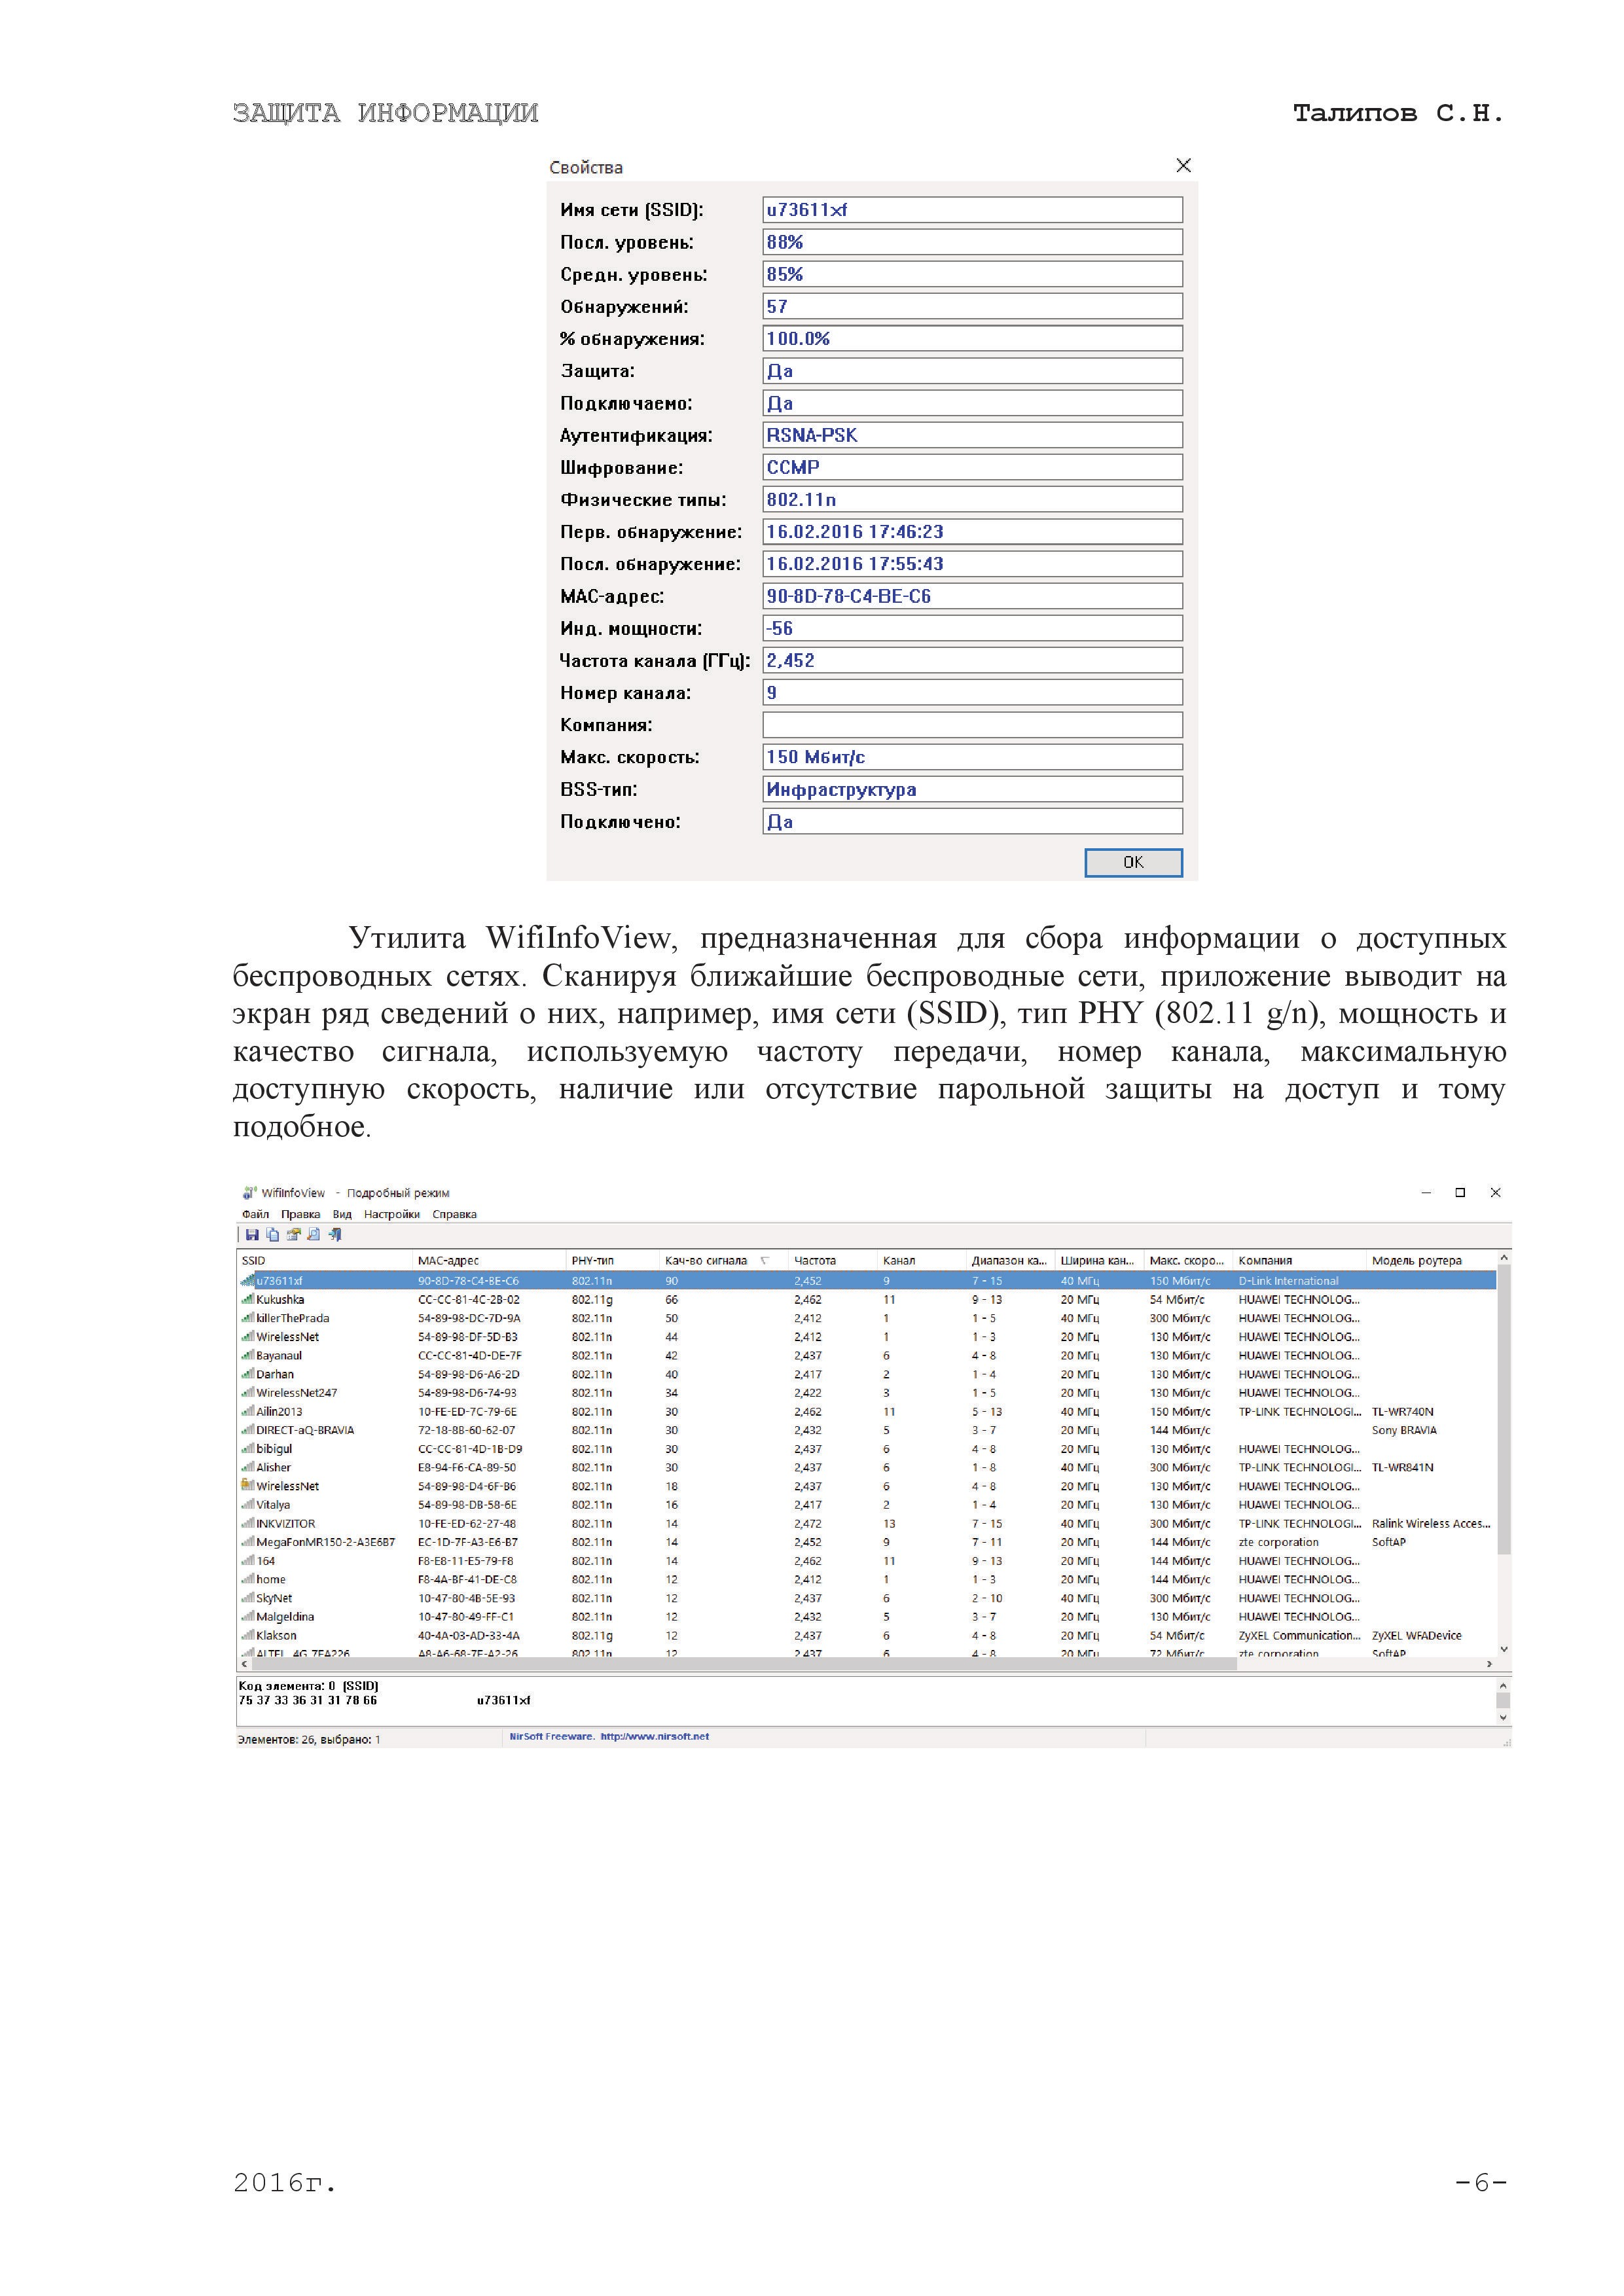 ЗАЩИТА ИНФОРМАЦИИ Талипов С.Н.
Свойства
Имя сети (SSID): u73611xf
Посл. уровень: 88%
Средн. уровень: 85%
Обнаружений: 57
% обнаружения: 100.0%
Защита: Да
Подключаемо: Да
Аутентификация: RSNA-PSK
Шифрование: CCMP
Физические типы: 802.11n
Перв. обнаружение: 16.02.2016 17:46:23
Посл. обнаружение: 16.02.2016 17:55:43
MAC-адрес: 90-8D-78-C4-BE-C6
Инд. мощности: -56
Частота канала (ГГц): 2,452
Номер канала: 9
Компания:
Макс. скорость: 150 Мбит/с
BSS-тип: Инфраструктура
Подключено: Да
OK
Утилита WifiInfoView, предназначенная для сбора информации о доступных
беспроводных сетях. Сканируя ближайшие беспроводные сети, приложение выводит на
экран ряд сведений о них, например, имя сети (SSID), тип PHY (802.11 g/n), мощность и
качество сигнала, используемую частоту передачи, номер канала, максимальную
доступную скорость, наличие или отсутствие парольной защиты на доступ и тому
подобное.
WifiInfoView - Подробный режим
Файл Правка Вид Настройки Справка
SSID MAC-адрес PHY-тип Кач-во сигнала Частота Канал Диапазон ка... Ширина кан... Макс. скоро... Компания Модель роутера
u73611xf 90-8D-78-C4-BE-C6 802.11n 90 2,452 9 7 - 15 40 МГц 150 Мбит/с D-Link International
Kukushka CC-CC-81-4C-2B-02 802.11g 66 2,462 11 9 - 13 20 МГц 54 Мбит/с HUAWEI TECHNOLOG...
killerThePrada 54-89-98-DC-7D-9A 802.11n 50 2,412 1 1 - 5 40 МГц 300 Мбит/с HUAWEI TECHNOLOG...
WirelessNet 54-89-98-DF-5D-B3 802.11n 44 2,412 1 1 - 3 20 МГц 130 Мбит/с HUAWEI TECHNOLOG...
Bayanaul CC-CC-81-4D-DE-7F 802.11n 42 2,437 6 4 - 8 20 МГц 130 Мбит/с HUAWEI TECHNOLOG...
Darhan 54-89-98-D6-A6-2D 802.11n 40 2,417 2 1 - 4 20 МГц 130 Мбит/с HUAWEI TECHNOLOG...
WirelessNet247 54-89-98-D6-74-93 802.11n 34 2,422 3 1 - 5 20 МГц 130 Мбит/с HUAWEI TECHNOLOG...
Ailin2013 10-FE-ED-7C-79-6E 802.11n 30 2,462 11 5 - 13 40 МГц 150 Мбит/с TP-LINK TECHNOLOGI... TL-WR740N
DIRECT-aQ-BRAVIA 72-18-8B-60-62-07 802.11n 30 2,432 5 3 - 7 20 МГц 144 Мбит/с Sony BRAVIA
bibigul CC-CC-81-4D-1B-D9 802.11n 30 2,437 6 4 - 8 20 МГц 130 Мбит/с HUAWEI TECHNOLOG...
Alisher E8-94-F6-CA-89-50 802.11n 30 2,437 6 1 - 8 40 МГц 300 Мбит/с TP-LINK TECHNOLOGI... TL-WR841N
WirelessNet 54-89-98-D4-6F-B6 802.11n 18 2,437 6 4 - 8 20 МГц 130 Мбит/с HUAWEI TECHNOLOG...
Vitalya 54-89-98-DB-58-6E 802.11n 16 2,417 2 1 - 4 20 МГц 130 Мбит/с HUAWEI TECHNOLOG...
INKVIZITOR 10-FE-ED-62-27-48 802.11n 14 2,472 13 7 - 15 40 МГц 300 Мбит/с TP-LINK TECHNOLOGI... Ralink Wireless Acces...
MegaFonMR150-2-A3E6B7 EC-1D-7F-A3-E6-B7 802.11n 14 2,452 9 7 - 11 20 МГц 144 Мбит/с zte corporation SoftAP
164 F8-E8-11-E5-79-F8 802.11n 14 2,462 11 9 - 13 20 МГц 144 Мбит/с HUAWEI TECHNOLOG...
home F8-4A-BF-41-DE-C8 802.11n 12 2,412 1 1 - 3 20 МГц 144 Мбит/с HUAWEI TECHNOLOG...
SkyNet 10-47-80-4B-5E-93 802.11n 12 2,437 6 2 - 10 40 МГц 300 Мбит/с HUAWEI TECHNOLOG...
Malgeldina 10-47-80-49-FF-C1 802.11n 12 2,432 5 3 - 7 20 МГц 130 Мбит/с HUAWEI TECHNOLOG...
Klakson 40-4A-03-AD-33-4A 802.11g 12 2,437 6 4 - 8 20 МГц 54 Мбит/с ZyXEL Communication... ZyXEL WFADevice
ALTEL_4G_7EA226 A8-A6-68-7E-A2-26 802.11n 12 2,437 6 4 - 8 20 МГц 72 Мбит/с zte corporation SoftAP
Код элемента: 0 (SSID)
75 37 33 36 31 31 78 66 u73611xf
Элементов: 26, выбрано: 1 NirSoft Freeware. http://www.nirsoft.net
2016г. -6-